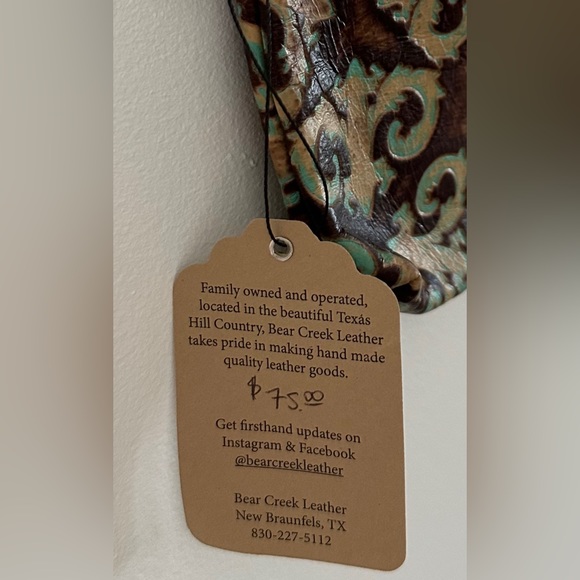 Family owned and operated,
located in the beautiful Texás
Hill Country, Bear Creek Leather
takes pride in making hand made
quality leather goods.
$75.00
Get firsthand updates on
Instagram & Facebook
@bearcreekleather
Bear Creek Leather
New Braunfels, TX
830-227-5112